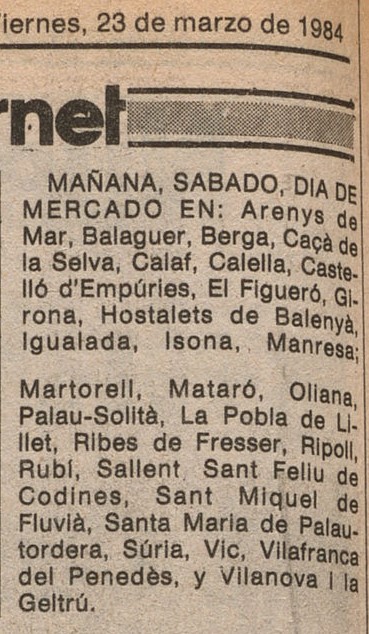 iernes, 23 de marzo de 1984
rnet
MAÑANA, SABADO, DIA DE
MERCADO EN: Arenys de
Mar, Balaguer, Berga, Caçà de
la Selva, Calaf, Calella, Caste-
lló d'Empúries, El Figueró, Gi-
rona, Hostalets de Balenyà,
Igualada, Isona, Manresa;
Martorell, Mataró, Oliana,
Palau-Solità, La Pobla de Li-
llet, Ribes de Fresser, Ripoll,
Rubí, Sallent, Sant Feliu de
Codines, Sant Miquel de
Fluvià, Santa Maria de Palau-
tordera, Súria, Vic, Vilafranca
del Penedès, y Vilanova i la
Geltrú.